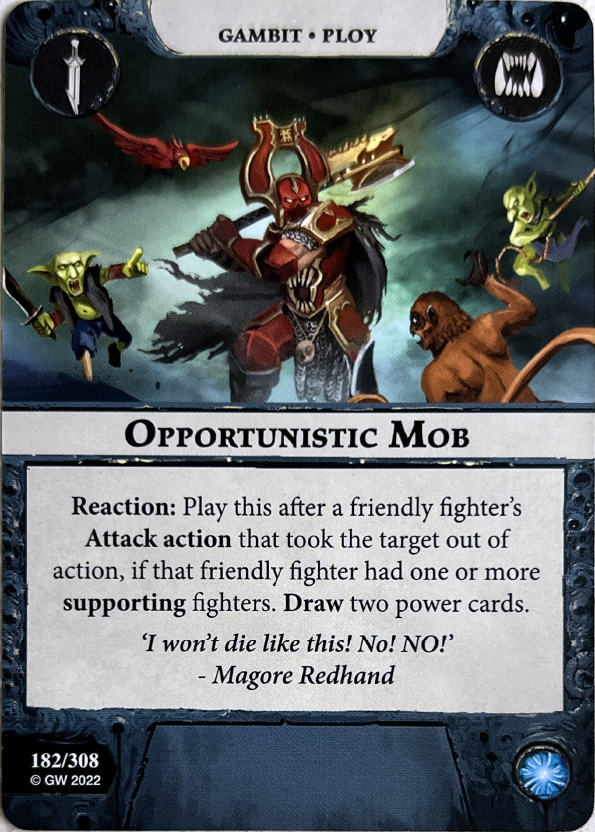 GAMBIT • PLOY
OPPORTUNISTIC MOB
Reaction: Play this after a friendly fighter's
Attack action that took the target out of
action, if that friendly fighter had one or more
supporting fighters. Draw two power cards.
'I won't die like this! No! NO!'
- Magore Redhand
182/308
© GW 2022